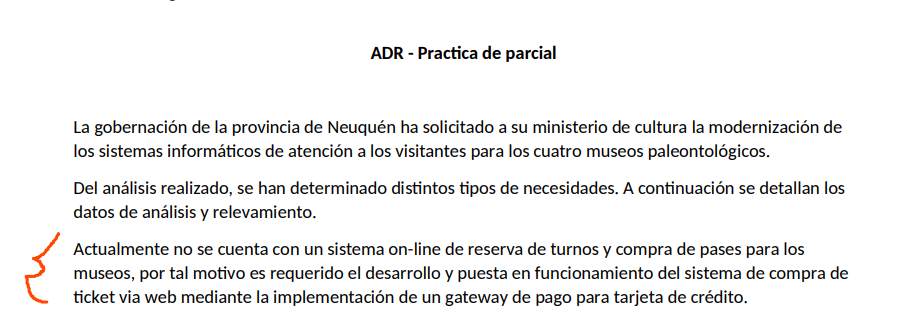 ADR - Practica de parcial
La gobernación de la provincia de Neuquén ha solicitado a su ministerio de cultura la modernización de
los sistemas informáticos de atención a los visitantes para los cuatro museos paleontológicos.
Del análisis realizado, se han determinado distintos tipos de necesidades. A continuación se detallan los
datos de análisis y relevamiento.
Actualmente no se cuenta con un sistema on-line de reserva de turnos y compra de pases para los
museos, por tal motivo es requerido el desarrollo y puesta en funcionamiento del sistema de compra de
ticket via web mediante la implementación de un gateway de pago para tarjeta de crédito.